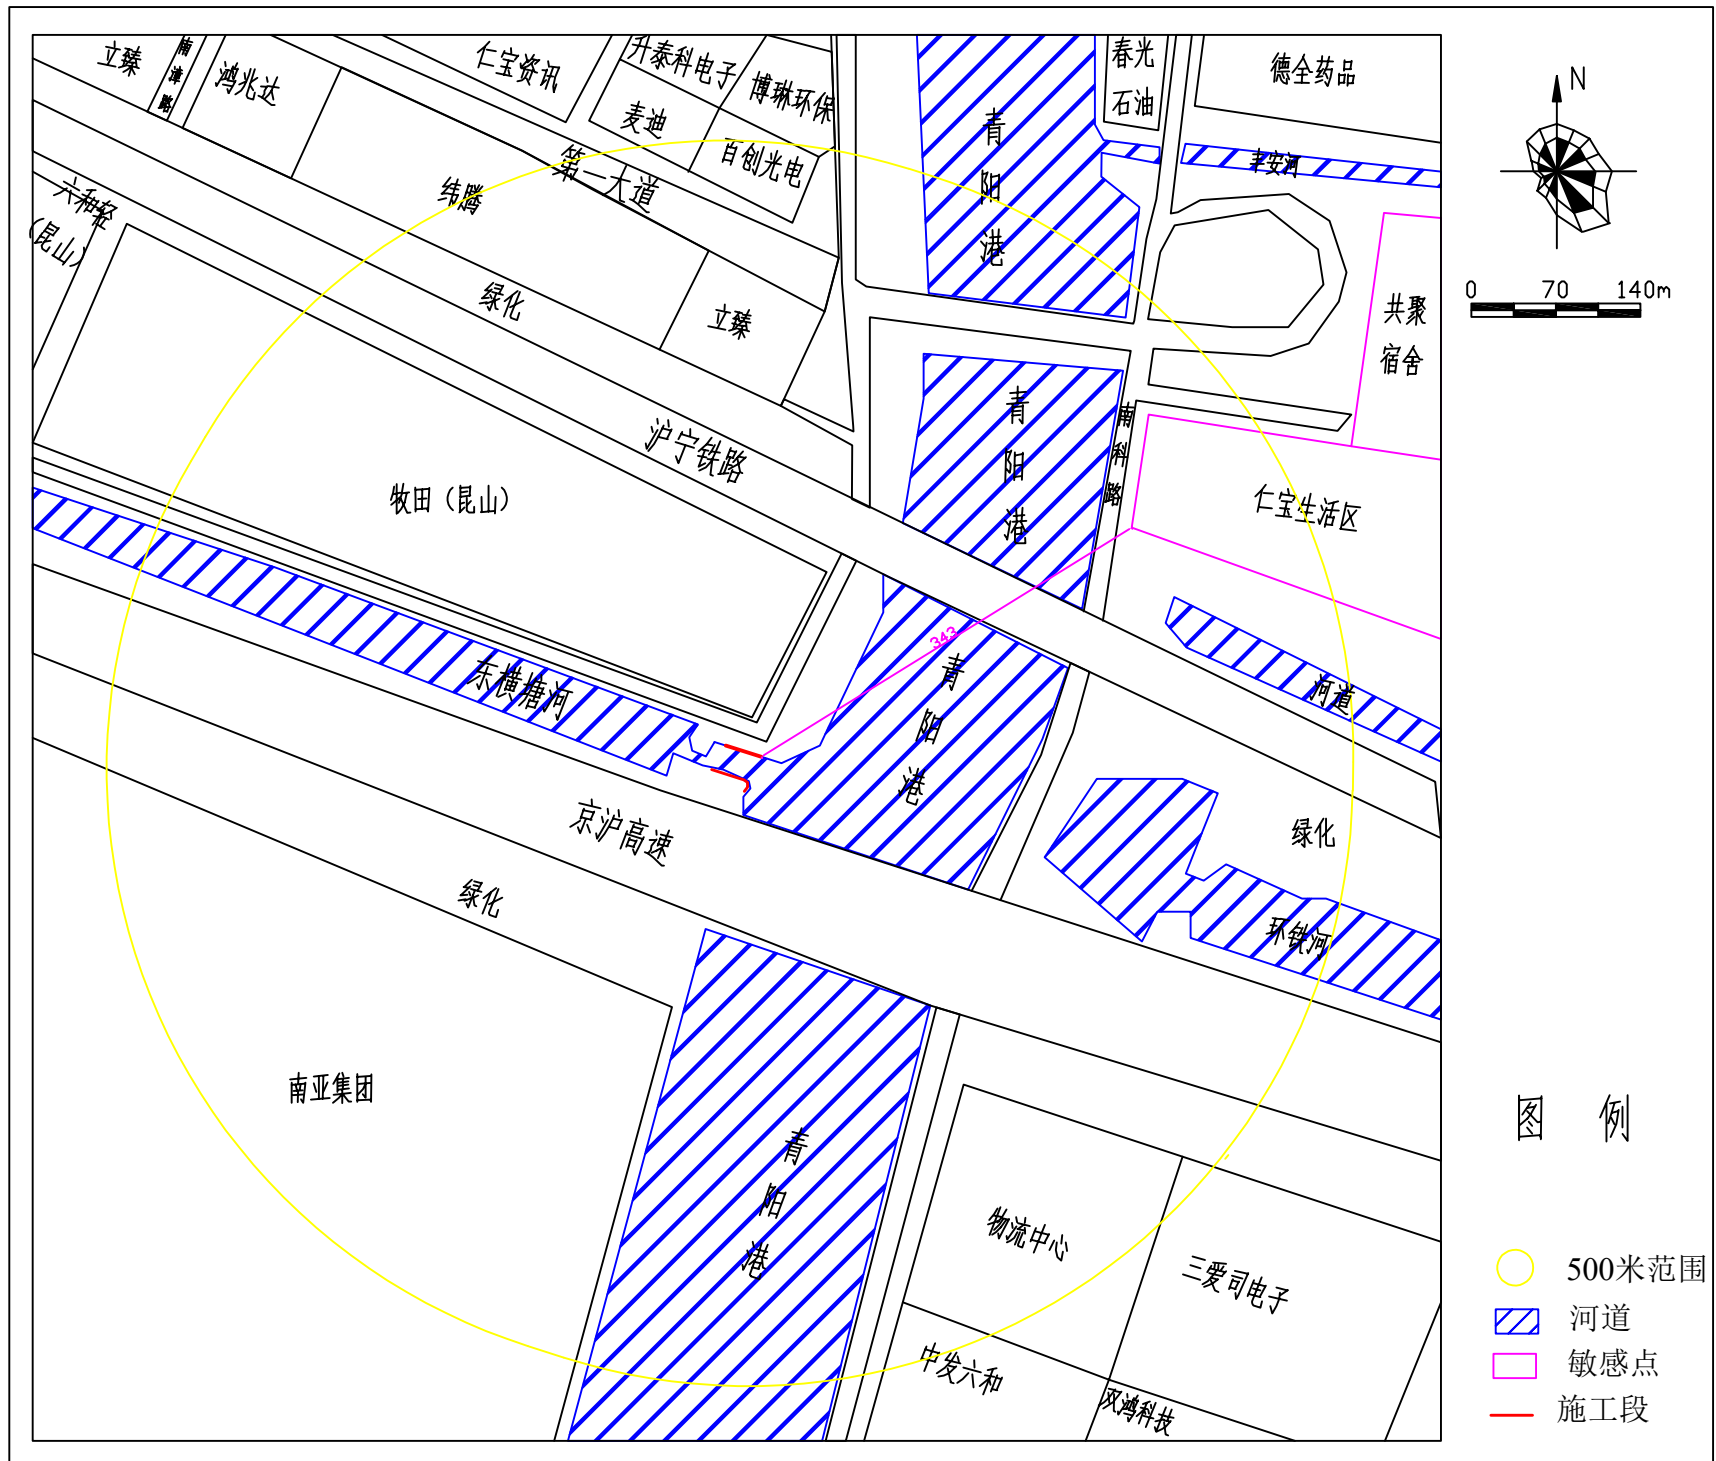 立臻
南漳路
鸿兆达
仁宝资讯
升泰科电子
博琳环保
麦迪
百创光电
春光
石油
德全药品
丰安河
青阳港
第一大道
纬腾
六和轻
(昆山)
绿化
立臻
共聚
宿舍
青阳港
南科路
沪宁铁路
牧田（昆山）
仁宝生活区
343
东横塘河
青阳港
河道
京沪高速
绿化
绿化
环铁河
南亚集团
青阳港
物流中心
三爱司电子
中发六和
双鸿科技
N
0 70 140m
图 例
500米范围
河道
敏感点
施工段